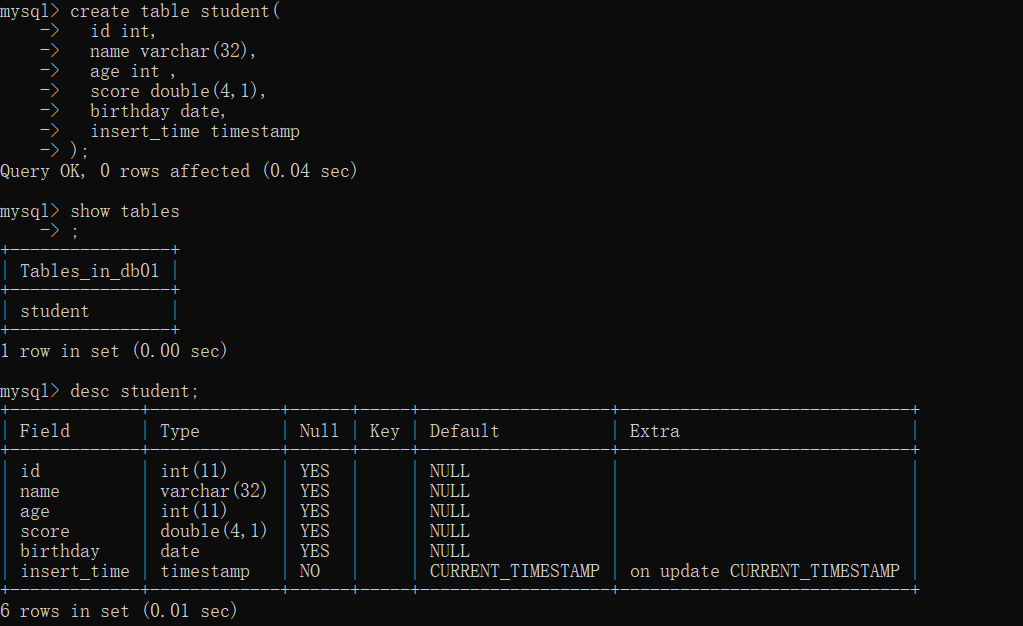 mysql> create table student(
    ->   id int,
    ->   name varchar(32),
    ->   age int ,
    ->   score double(4,1),
    ->   birthday date,
    ->   insert_time timestamp
    -> );
Query OK, 0 rows affected (0.04 sec)

mysql> show tables
    -> ;
+----------------+
| Tables_in_db01 |
+----------------+
| student        |
+----------------+
1 row in set (0.00 sec)

mysql> desc student;
+-------------+-------------+------+-----+-------------------+-----------------------------+
| Field       | Type        | Null | Key | Default           | Extra                       |
+-------------+-------------+------+-----+-------------------+-----------------------------+
| id          | int(11)     | YES  |     | NULL              |                             |
| name        | varchar(32) | YES  |     | NULL              |                             |
| age         | int(11)     | YES  |     | NULL              |                             |
| score       | double(4,1) | YES  |     | NULL              |                             |
| birthday    | date        | YES  |     | NULL              |                             |
| insert_time | timestamp   | NO   |     | CURRENT_TIMESTAMP | on update CURRENT_TIMESTAMP |
+-------------+-------------+------+-----+-------------------+-----------------------------+
6 rows in set (0.01 sec)